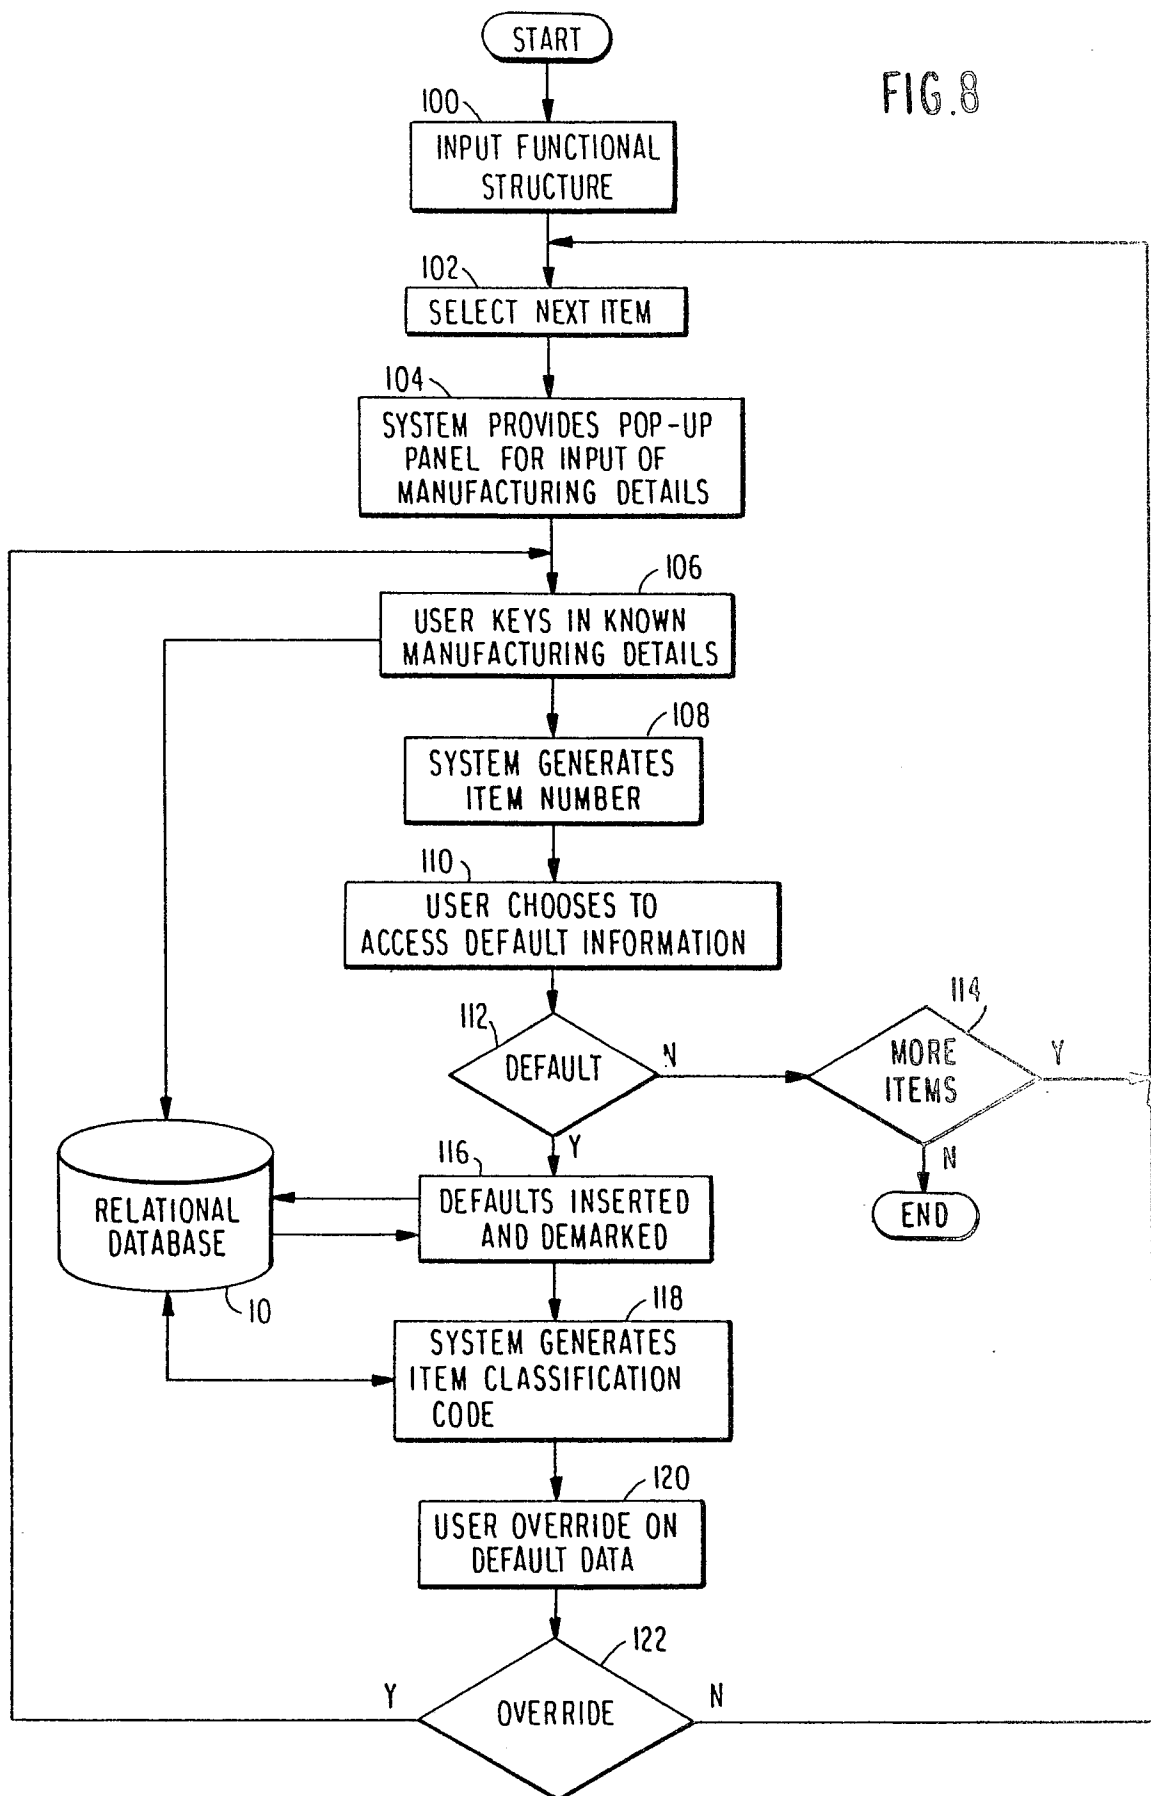 START
FIG.8
100
INPUT FUNCTIONAL
STRUCTURE
102
SELECT NEXT ITEM
104
SYSTEM PROVIDES POP-UP
PANEL FOR INPUT OF
MANUFACTURING DETAILS
106
USER KEYS IN KNOWN
MANUFACTURING DETAILS
108
SYSTEM GENERATES
ITEM NUMBER
110
USER CHOOSES TO
ACCESS DEFAULT INFORMATION
112
DEFAULT
N
114
MORE
ITEMS
Y
Y
N
END
116
DEFAULTS INSERTED
AND DEMARKED
RELATIONAL
DATABASE
10
118
SYSTEM GENERATES
ITEM CLASSIFICATION
CODE
120
USER OVERRIDE ON
DEFAULT DATA
122
Y
OVERRIDE
N